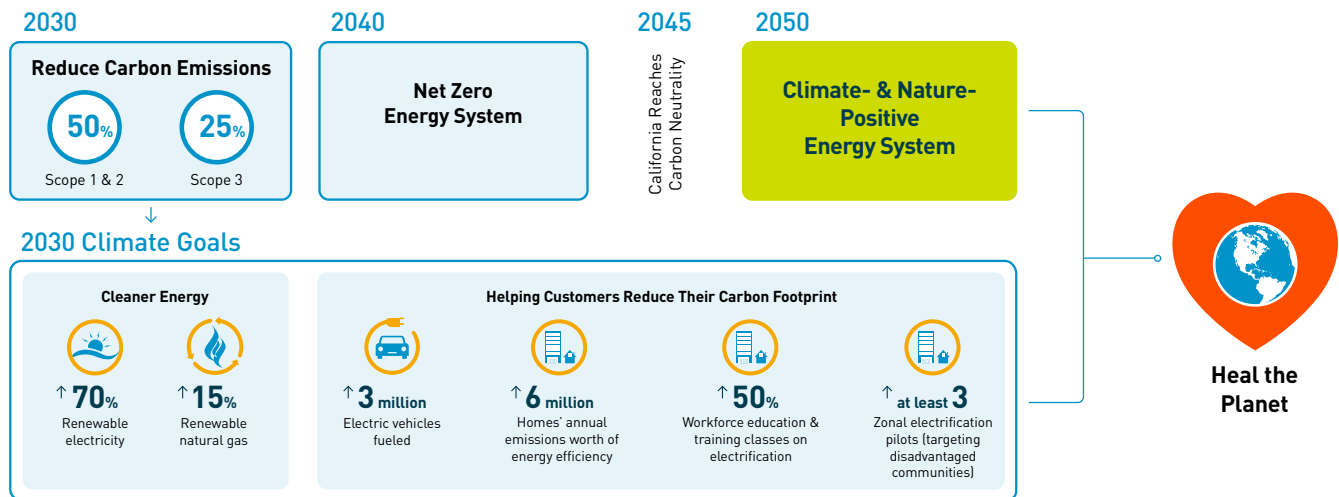 2030
Reduce Carbon Emissions
50%
Scope 1 & 2
25%
Scope 3
2040
Net Zero
Energy System
2045
California Reaches
Carbon Neutrality
2050
Climate- & Nature-
Positive
Energy System
2030 Climate Goals
Cleaner Energy
↑ 70%
Renewable
electricity
↑ 15%
Renewable
natural gas
Helping Customers Reduce Their Carbon Footprint
↑ 3 million
Electric vehicles
fueled
↑ 6 million
Homes’ annual
emissions worth of
energy efficiency
↑ 50%
Workforce education &
training classes on
electrification
↑ at least 3
Zonal electrification
pilots (targeting
disadvantaged
communities)
Heal the
Planet